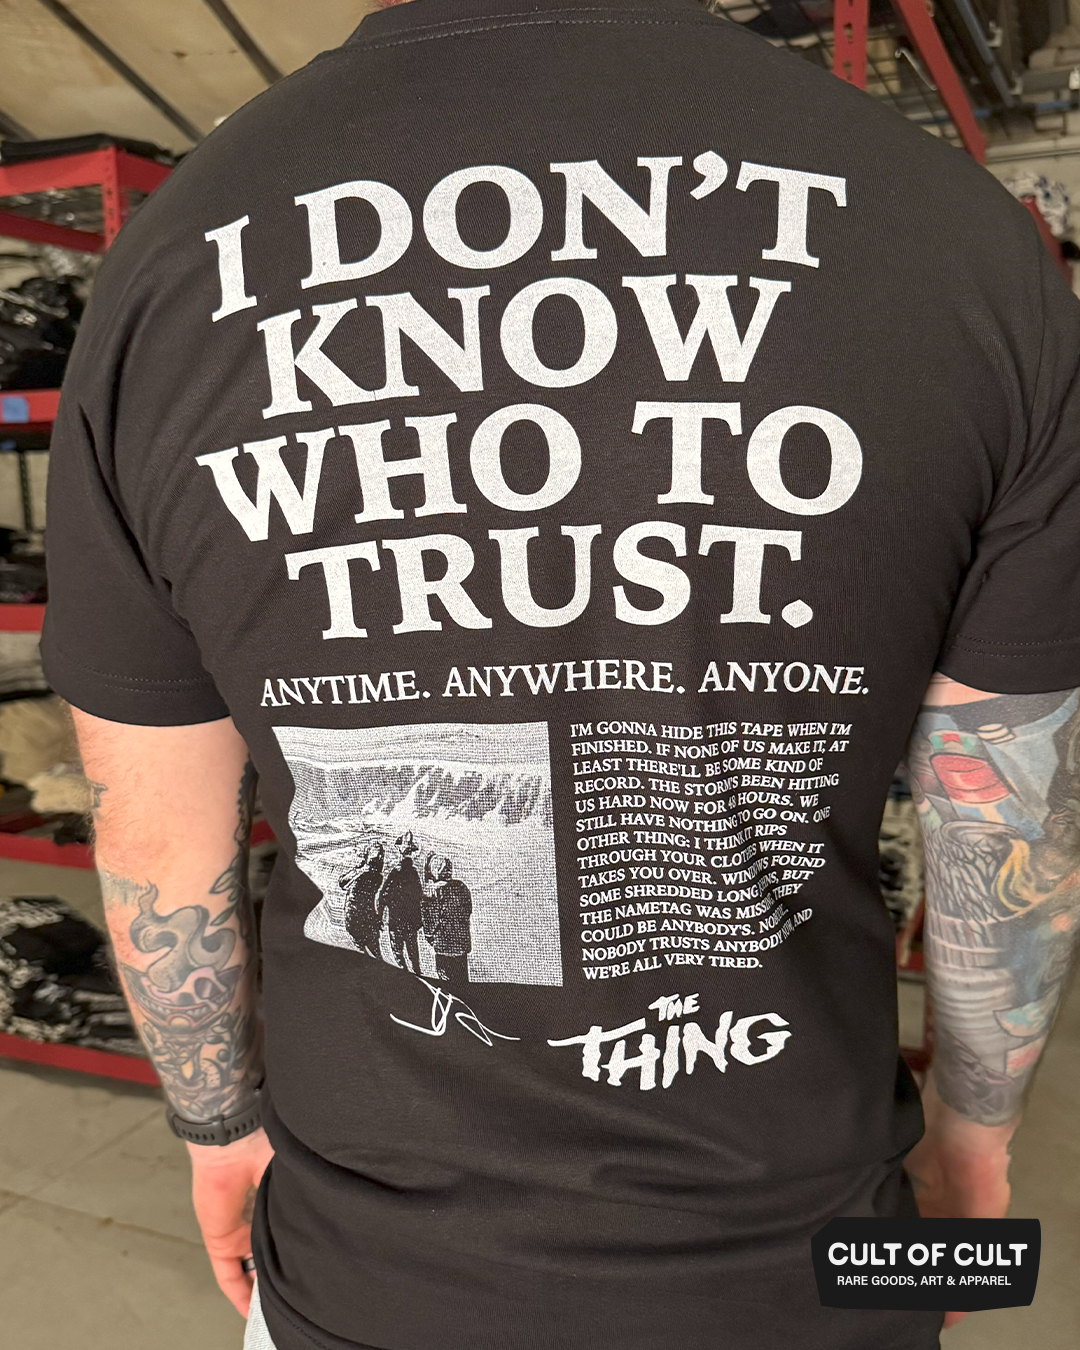 I DON'T
KNOW
WHO TO
TRUST.
ANYTIME. ANYWHERE. ANYONE.
I'M GONNA HIDE THIS TAPE WHEN I'M
FINISHED. IF NONE OF US MAKE IT, AT
LEAST THERE'LL BE SOME KIND OF
RECORD. THE STORM'S BEEN HITTING
US HARD NOW FOR 48 HOURS. WE
STILL HAVE NOTHING TO GO ON. ONE
OTHER THING: I THINK IT RIPS
THROUGH YOUR CLOTHES WHEN IT
TAKES YOU OVER. WINDOWS FOUND
SOME SHREDDED LONG JOHNS, BUT
THE NAMETAG WAS MISSING. THEY
COULD BE ANYBODY'S. NOBODY...
NOBODY TRUSTS ANYBODY NOW, AND
WE'RE ALL VERY TIRED.
THE
THING
CULT OF CULT
RARE GOODS, ART & APPAREL